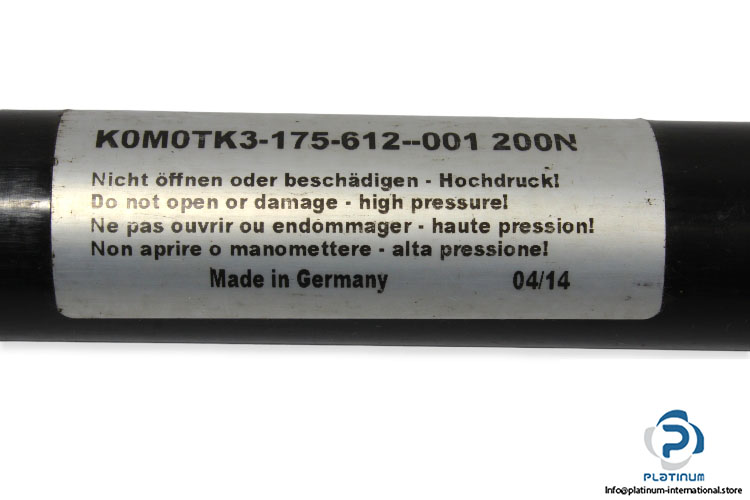 K0M0TK3-175-612--001 200N
Nicht öffnen oder beschädigen - Hochdruck!
Do not open or damage - high pressure!
Ne pas ouvrir ou endommager - haute pression!
Non aprire o manomettere - alta pressione!
Made in Germany 04/14
PLATINUM
Info@platinum-international.store